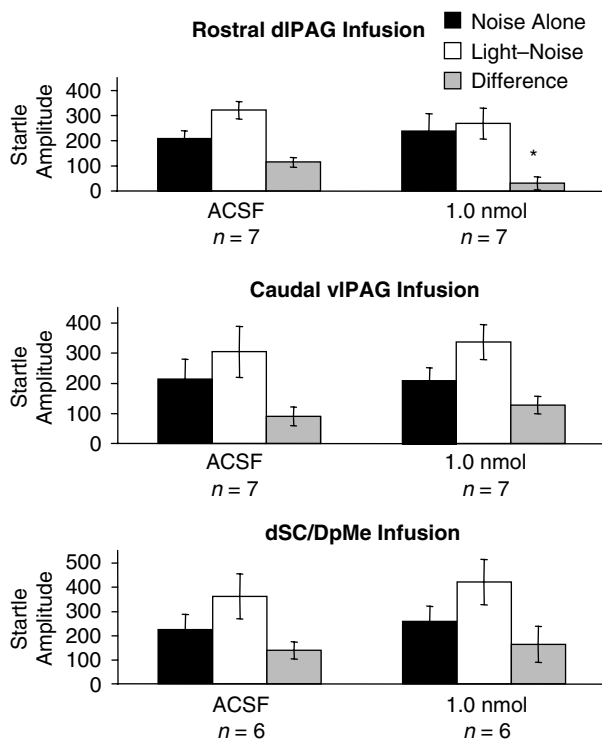 Rostral dlPAG Infusion
Noise Alone
Light–Noise
Difference
Startle
Amplitude
400
300
200
100
0
*
ACSF
n = 7
1.0 nmol
n = 7
Caudal vlPAG Infusion
Startle
Amplitude
400
300
200
100
0
ACSF
n = 7
1.0 nmol
n = 7
dSC/DpMe Infusion
Startle
Amplitude
500
400
300
200
100
0
ACSF
n = 6
1.0 nmol
n = 6